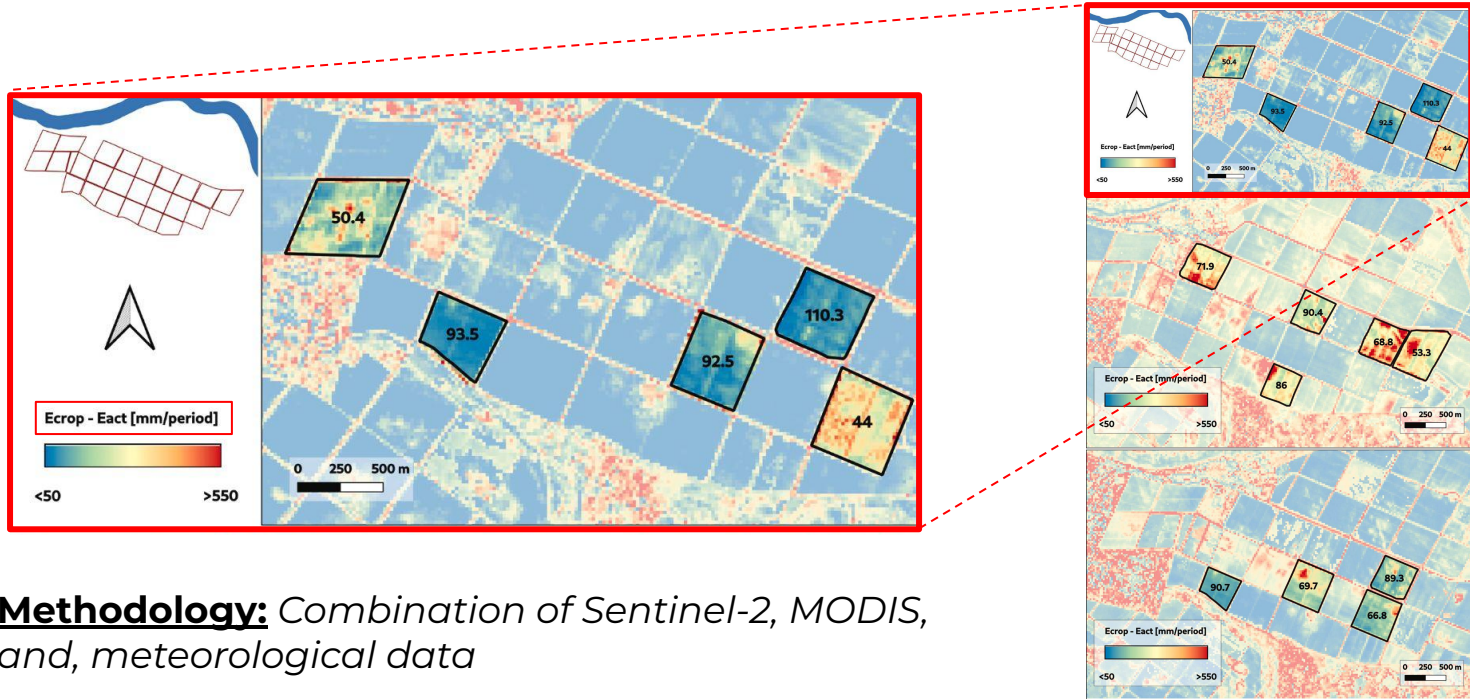 50.4
93.5
110.3
92.5
44
Ecrop - Eact [mm/period]
<50 >550
0 250 500 m
Methodology: Combination of Sentinel-2, MODIS,
and, meteorological data
50.4
93.5
110.3
92.5
44
Ecrop - Eact [mm/period]
<50 >550
0 250 500 m
71.9
90.4
68.8
53.3
86
Ecrop - Eact [mm/period]
<50 >550
0 250 500 m
90.7
69.7
89.3
66.8
Ecrop - Eact [mm/period]
<50 >550
0 250 500 m